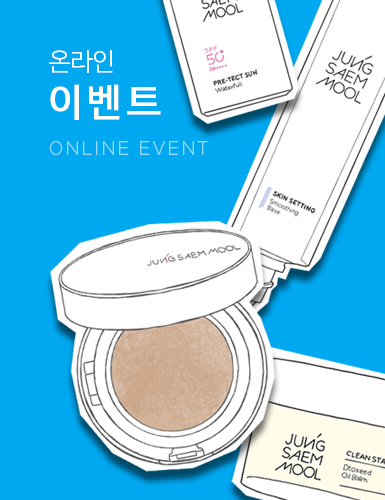 온라인
이벤트
ONLINE EVENT
SAEM
MOOL
SPF
50+
PA++++
PRE-TECT SUN
Waterfull
JUNG
SAEM
MOOL
SKIN SETTING
Smoothing
Base
JUNG SAEM MOOL
JUNG
SAEM
MOOL
CLEAN STA
Dtoxeed
Oil Balm